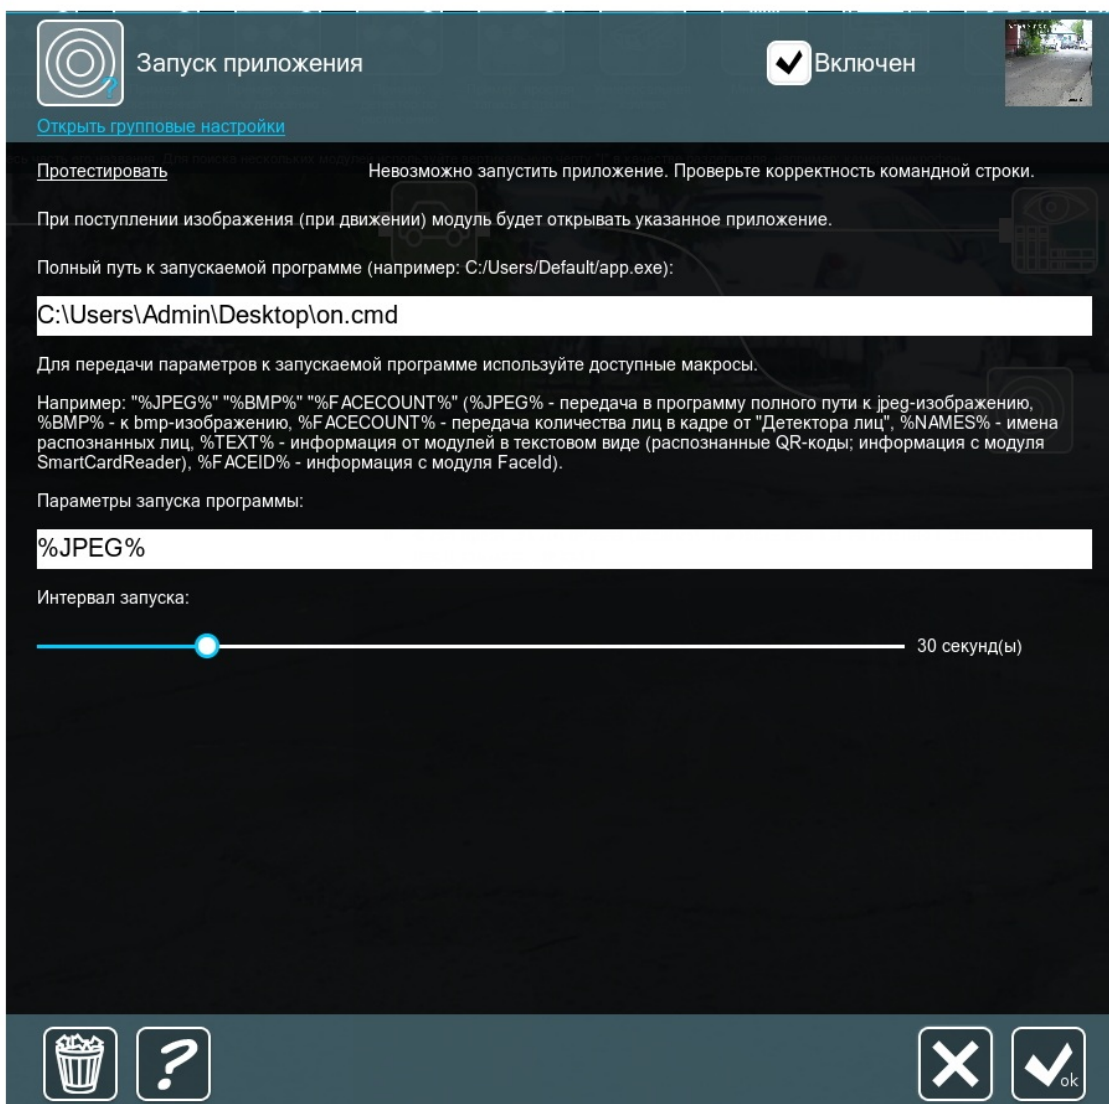 Запуск приложения
Включен
Открыть групповые настройки
Протестировать
Невозможно запустить приложение. Проверьте корректность командной строки.
При поступлении изображения (при движении) модуль будет открывать указанное приложение.
Полный путь к запускаемой программе (например: C:/Users/Default/app.exe):
C:\Users\Admin\Desktop\on.cmd
Для передачи параметров к запускаемой программе используйте доступные макросы.
Например: "%JPEG%" "%BMP%" "%FACECOUNT%" (%JPEG% - передача в программу полного пути к jpeg-изображению,
%BMP% - к bmp-изображению, %FACECOUNT% - передача количества лиц в кадре от "Детектора лиц", %NAMES% - имена
распознанных лиц, %TEXT% - информация от модулей в текстовом виде (распознанные QR-коды; информация с модуля
SmartCardReader), %FACEID% - информация с модуля FaceId).
Параметры запуска программы:
%JPEG%
Интервал запуска:
30 секунд(ы)
ok